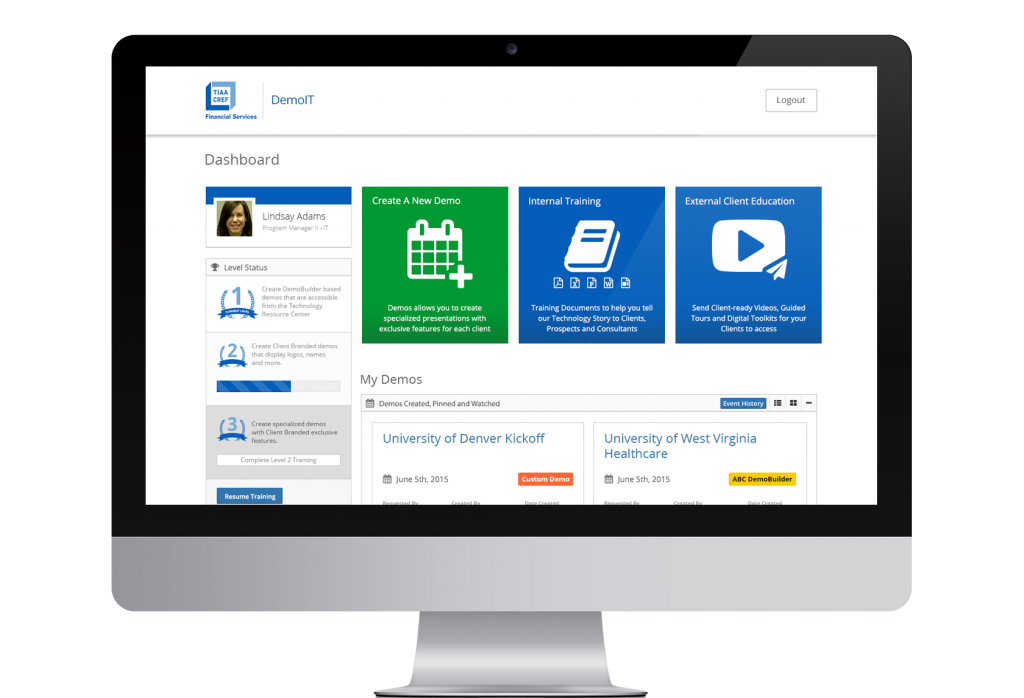 TIAA
CREF
Financial Services
DemoIT
Logout
Dashboard
Lindsay Adams
Program Manager II - IT
Level Status
1
CURRENT LEVEL
Create DemoBuilder based
demos that are accessible
from the Technology
Resource Center
2
Create Client Branded demos
that display logos, names
and more.
3
Create specialized demos
with Client Branded exclusive
features.
Complete Level 2 Training
Resume Training
Create A New Demo
Demos allows you to create
specialized presentations with
exclusive features for each client
Internal Training
Training Documents to help you tell
our Technology Story to Clients,
Prospects and Consultants
External Client Education
Send Client-ready Videos, Guided
Tours and Digital Toolkits for your
Clients to access
My Demos
Demos Created, Pinned and Watched
Event History
University of Denver Kickoff
June 5th, 2015
Custom Demo
Requested By Created By Date Created
University of West Virginia
Healthcare
June 5th, 2015
ABC DemoBuilder
Requested By Created By Date Created